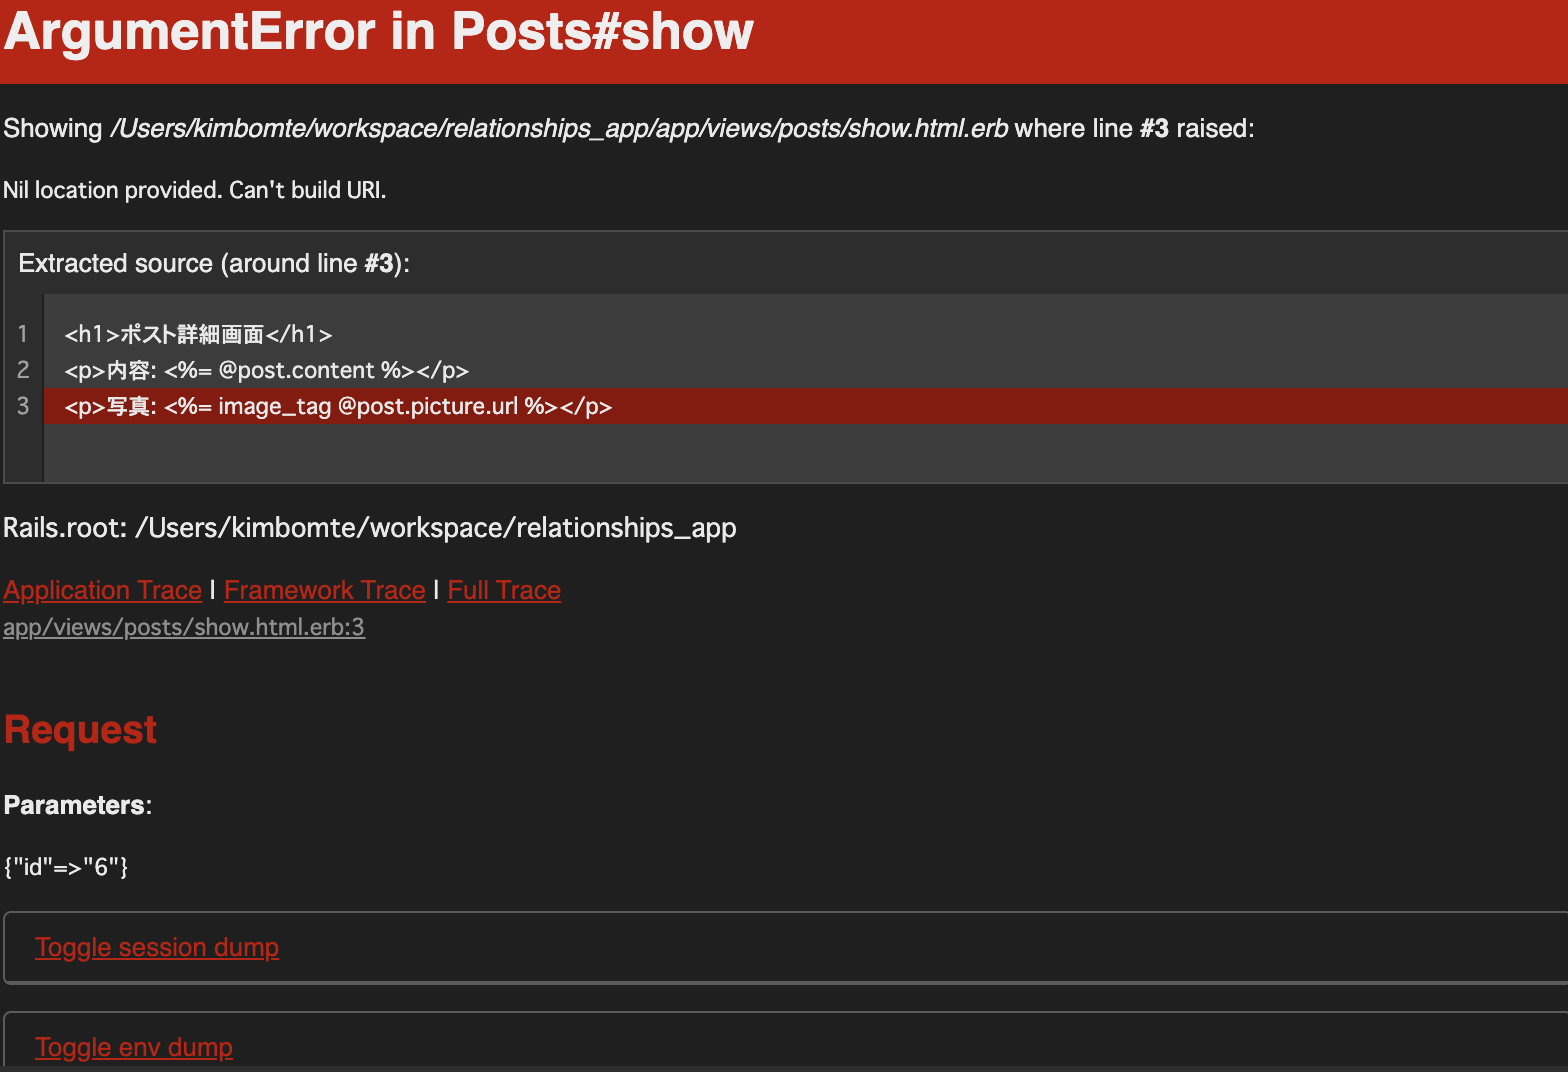 ArgumentError in Posts#show
Showing /Users/kimbomte/workspace/relationships_app/app/views/posts/show.html.erb where line #3 raised:
Nil location provided. Can't build URI.
Extracted source (around line #3):
1 <h1>ポスト詳細画面</h1>
2 <p>内容: <%= @post.content %></p>
3 <p>写真: <%= image_tag @post.picture.url %></p>
Rails.root: /Users/kimbomte/workspace/relationships_app
Application Trace | Framework Trace | Full Trace
app/views/posts/show.html.erb:3
Request
Parameters:
{"id"=>"6"}
Toggle session dump
Toggle env dump